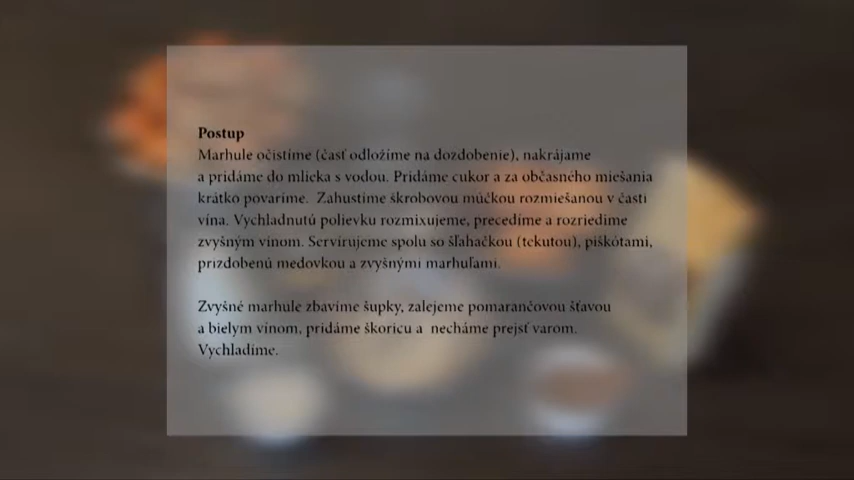 Postup
Marhule očistíme (časť odložíme na dozdobenie), nakrájame
a pridáme do mlieka s vodou. Pridáme cukor a za občasného miešania
krátko povaríme. Zahustíme škrobovou múčkou rozmiešanou v časti
vína. Vychladnutú polievku rozmixujeme, precedíme a rozriedime
zvyšným vínom. Servírujeme spolu so šľahačkou (tekutou), piškótami,
prizdobenú medovkou a zvyšnými marhuľami.
Zvyšné marhule zbavíme šupky, zalejeme pomarančovou šťavou
a bielym vínom, pridáme škoricu a necháme prejsť varom.
Vychladíme.